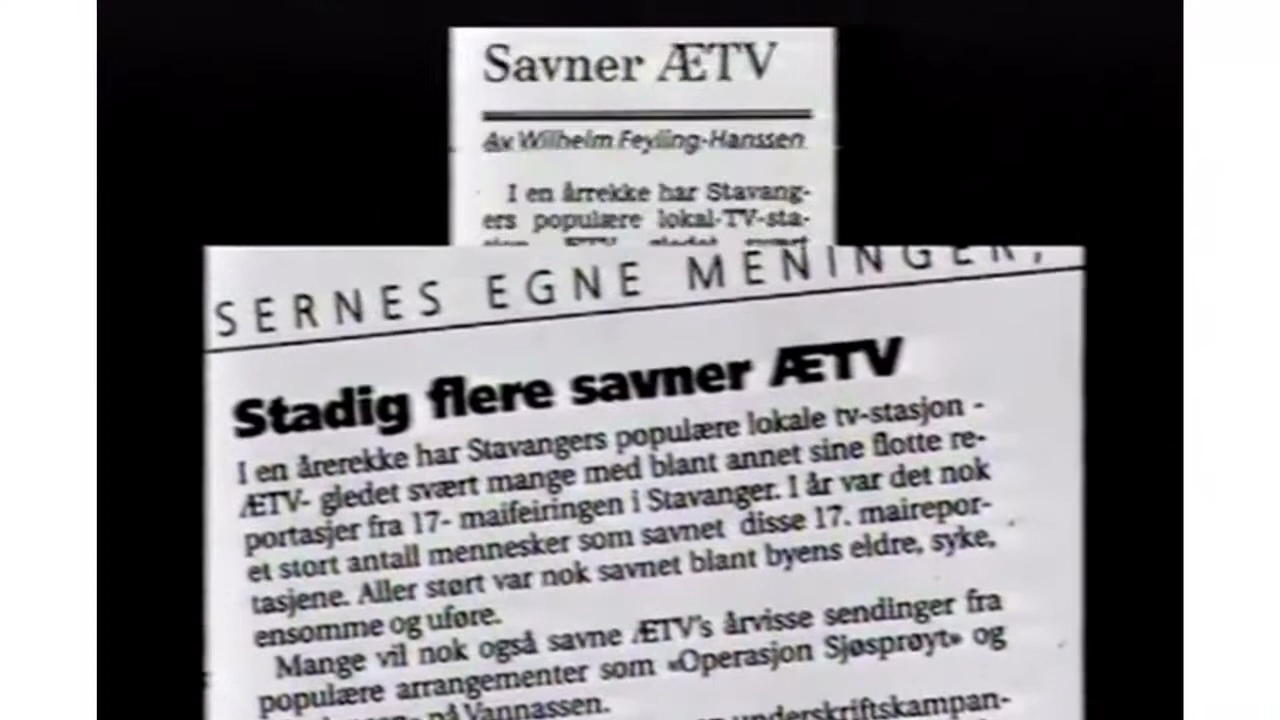 Savner ÆTV
Av Wilhelm Feyling-Hanssen
I en årrekke har Stavang-
ers populære lokal-TV-sta-
SERNES EGNE MENINGER,
Stadig flere savner ÆTV
I en årerekke har Stavangers populære lokale tv-stasjon -
ÆTV- gledet svært mange med blant annet sine flotte re-
portasjer fra 17- maifeiringen i Stavanger. I år var det nok
et stort antall mennesker som savnet disse 17. mairepor-
tasjene. Aller størt var nok savnet blant byens eldre, syke,
ensomme og uføre.
Mange vil nok også savne ÆTV's årvisse sendinger fra
populære arrangementer som «Operasjon Sjøsprøyt» og
på Vannassen.
underskriftskampan-